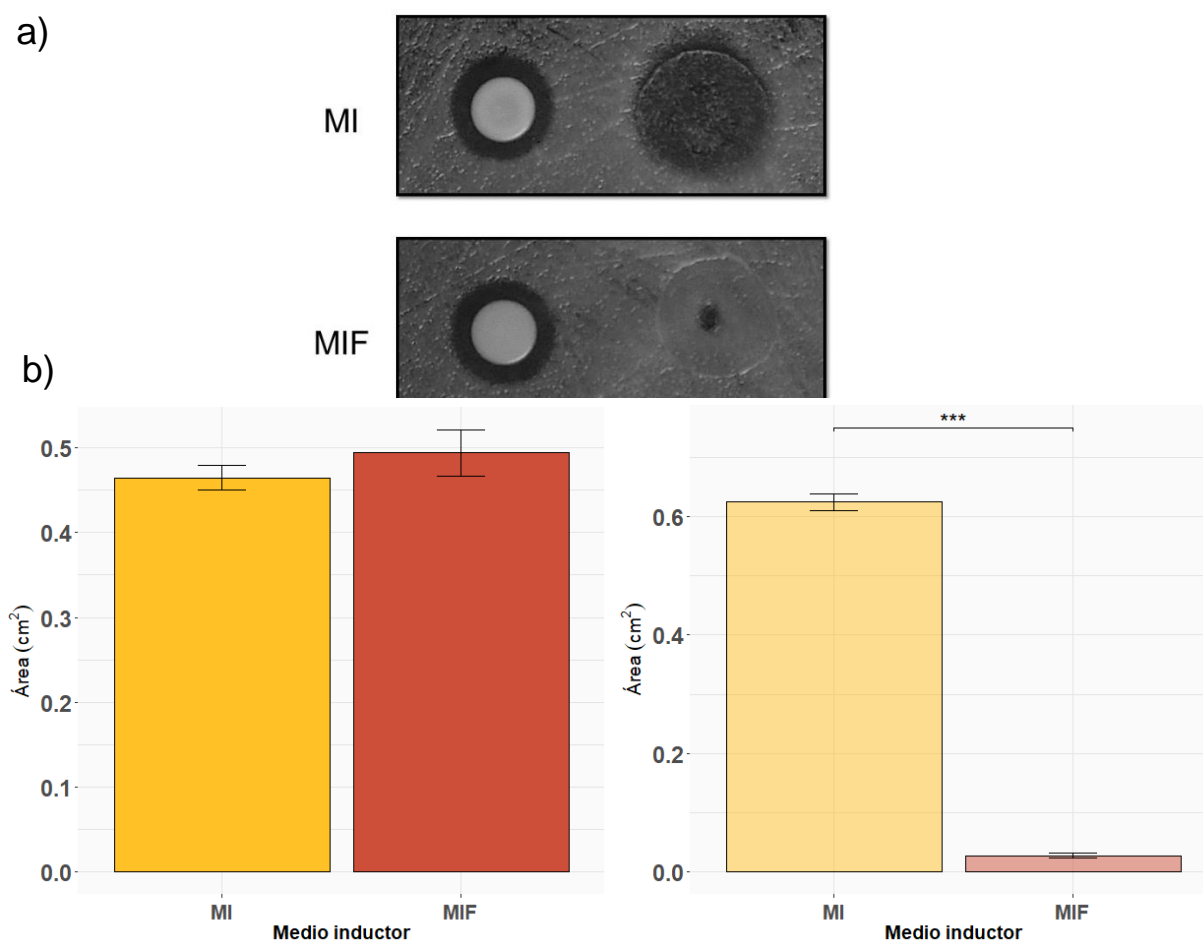 a)
MI
MIF
b)
0.5
0.4
0.3
0.2
0.1
0.0
Área (cm²)
MI MIF
Medio inductor
***
0.6
0.4
0.2
0.0
Área (cm²)
MI MIF
Medio inductor